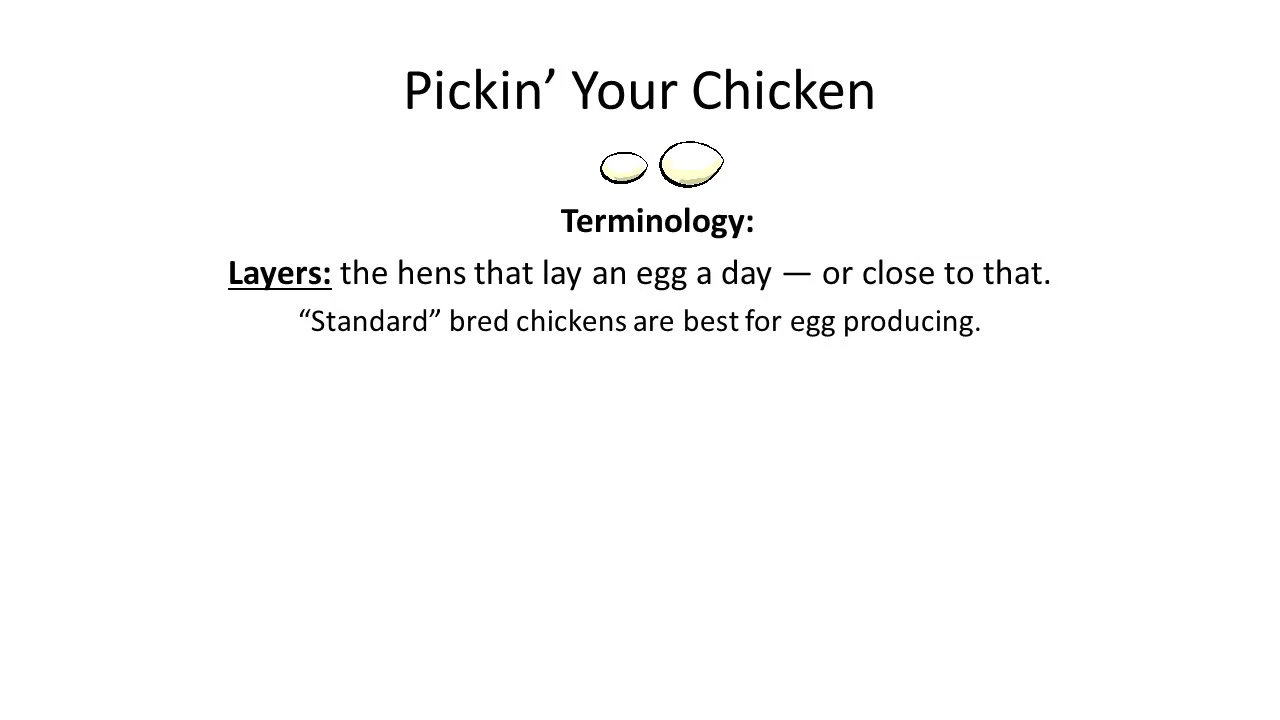 Pickin’ Your Chicken
Terminology:
Layers: the hens that lay an egg a day — or close to that.
“Standard” bred chickens are best for egg producing.